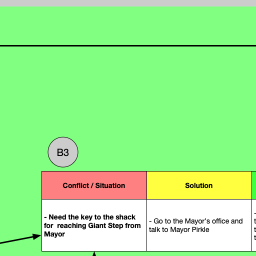 B3
Conflict / Situation
Solution
- Need the key to the shack
for  reaching Giant Step from
Mayor
- Go to the Mayor's office and
talk to Mayor Pirkle